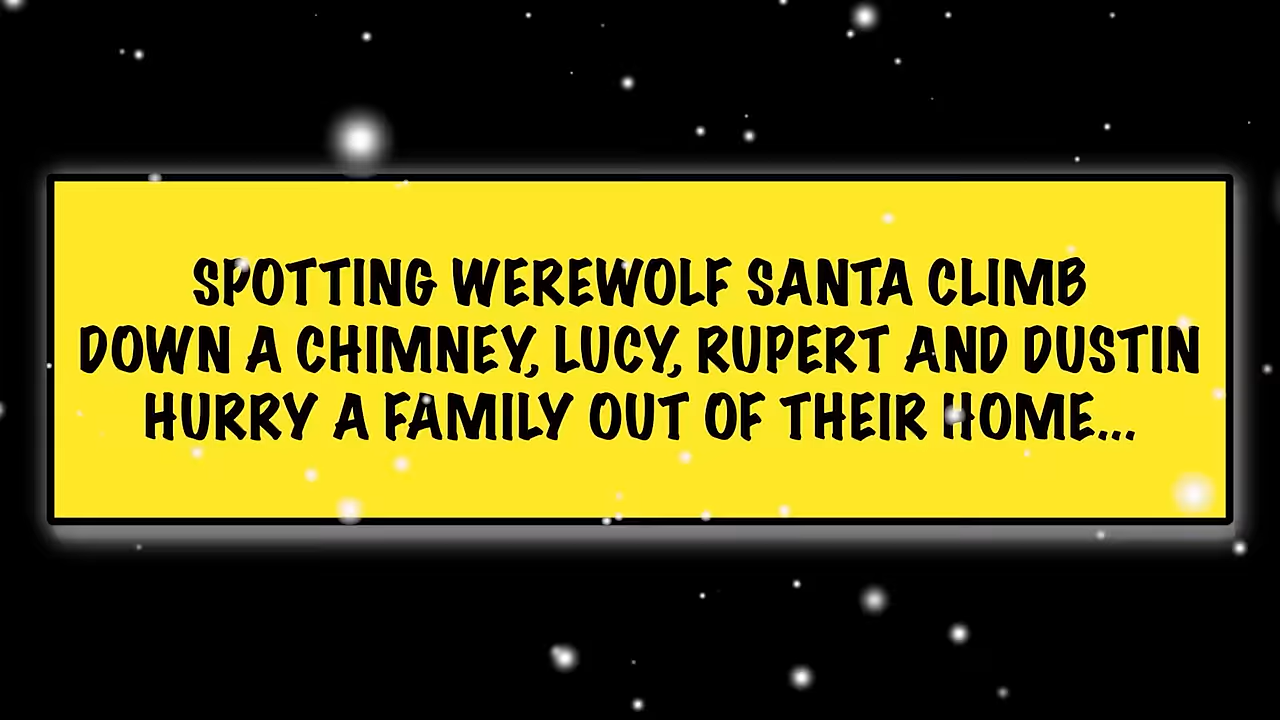 SPOTTING WEREWOLF SANTA CLIMB
DOWN A CHIMNEY, LUCY, RUPERT AND DUSTIN
HURRY A FAMILY OUT OF THEIR HOME...